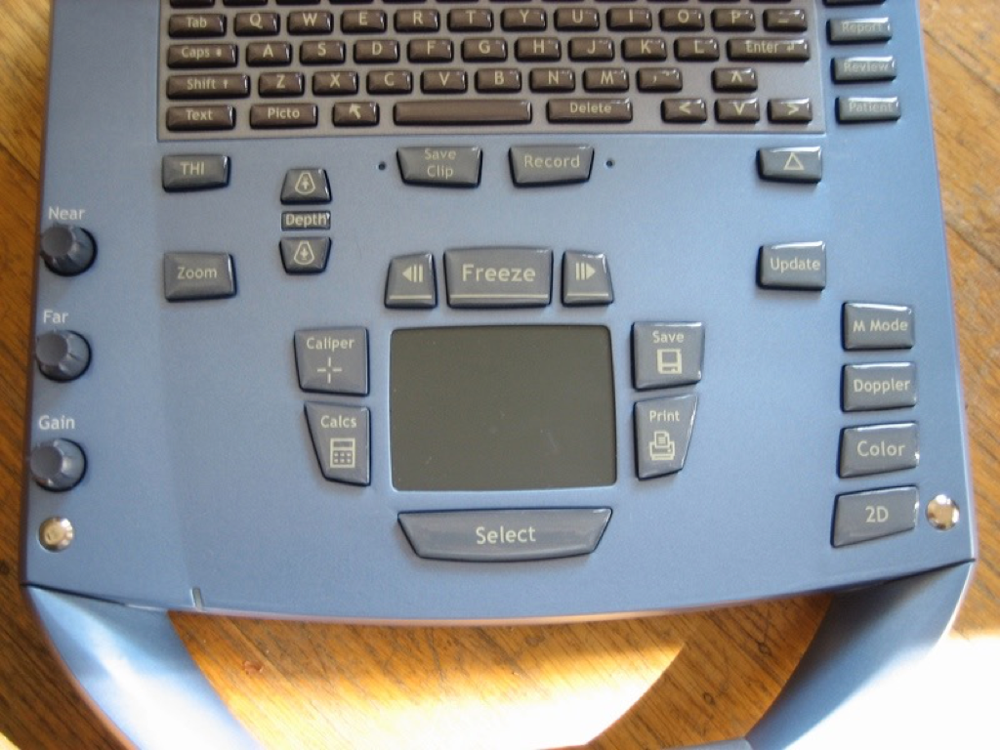 Tab Q W E R T Y U I O P
Report
Caps A S D F G H J K L Enter
Review
Shift Z X C V B N M
Patient
Text Picto Delete < V >
THI
Save
Clip
Record
Near
Depth
Zoom
Freeze
Update
Far
M Mode
Caliper
Save
Doppler
Gain
Calcs
Print
Color
2D
Select